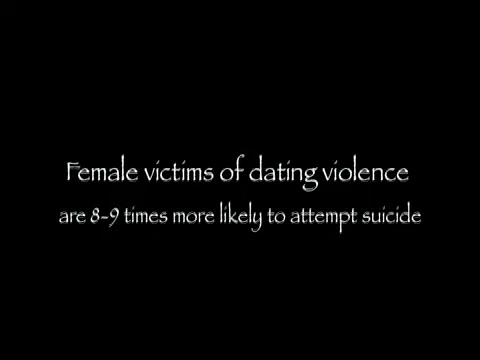 Female victims of dating violence
are 8-9 times more likely to attempt suicide